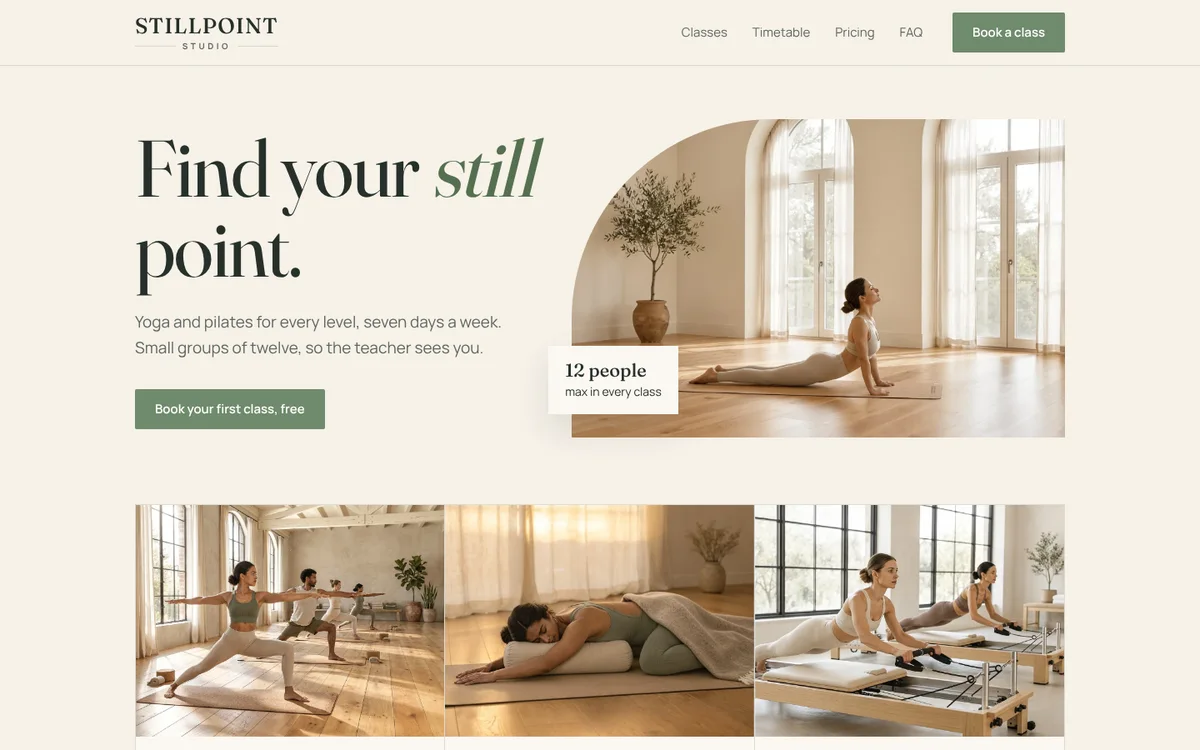 STILLPOINT
STUDIO
Classes
Timetable
Pricing
FAQ
Book a class
Find your still
point.
Yoga and pilates for every level, seven days a week.
Small groups of twelve, so the teacher sees you.
Book your first class, free
12 people
max in every class